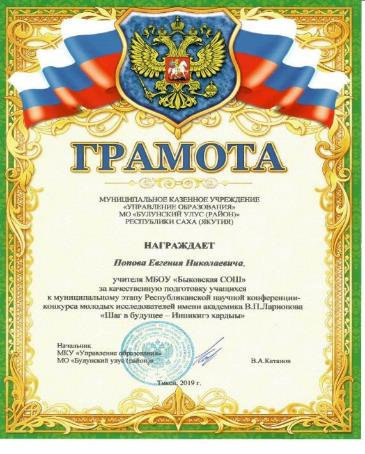 ГРАМОТА
МУНИЦИПАЛЬНОЕ КАЗЕННОЕ УЧРЕЖДЕНИЕ
«УПРАВЛЕНИЕ ОБРАЗОВАНИЯ»
МО «БУЛУНСКИЙ УЛУС (РАЙОН)»
РЕСПУБЛИКИ САХА (ЯКУТИЯ)
НАГРАЖДАЕТ
Попова Евгения Николаевича,
учителя МБОУ «Быковская СОШ»
за качественную подготовку учащихся
к муниципальному этапу Республиканской научной конференции-
конкурса молодых исследователей имени академика В.П.Ларионова
«Шаг в будущее – Инникигэ хардыы»
Начальник
МКУ «Управление образования»
МО «Булунский улус (район)»
В.А.Катанов
Тикси, 2019 г.